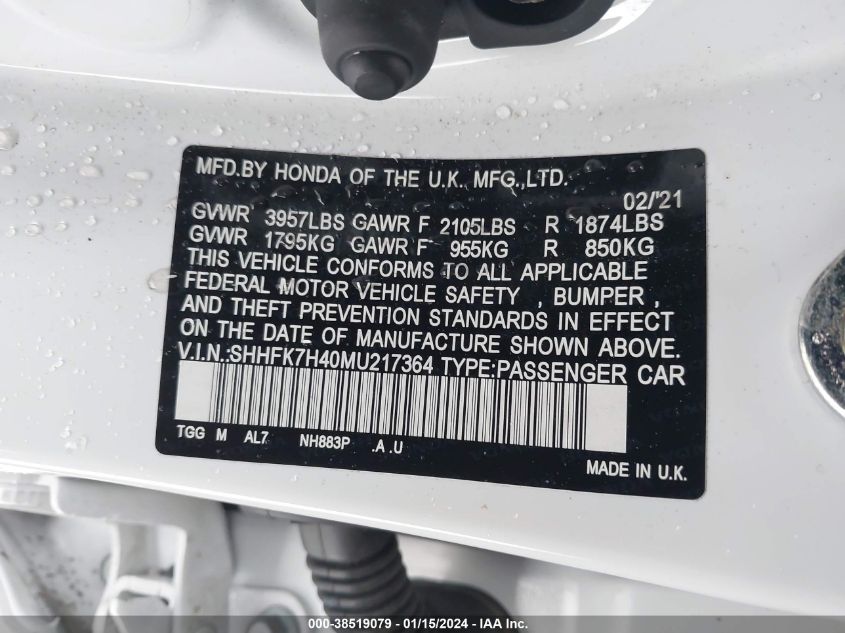 MFD.BY HONDA OF THE U.K. MFG.,LTD.
02/'21
GVWR 3957LBS GAWR F 2105LBS R 1874LBS
GVWR 1795KG GAWR F 955KG R 850KG
THIS VEHICLE CONFORMS TO ALL APPLICABLE
FEDERAL MOTOR VEHICLE SAFETY , BUMPER ,
AND THEFT PREVENTION STANDARDS IN EFFECT
ON THE DATE OF MANUFACTURE SHOWN ABOVE.
V.I.N.:SHHFK7H40MU217364 TYPE:PASSENGER CAR
TGG M AL7 NH883P .A .U
MADE IN U.K.
000-38519079 - 01/15/2024 - IAAI.com